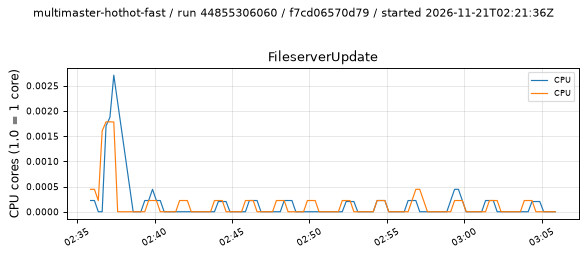 multimaster-hothot-fast / run 44855306060 / f7cd06570d79 / started 2026-11-21T02:21:36Z
FileserverUpdate
CPU cores (1.0 = 1 core)
0.0025
0.0020
0.0015
0.0010
0.0005
0.0000
CPU
CPU
02:35
02:40
02:45
02:50
02:55
03:00
03:05